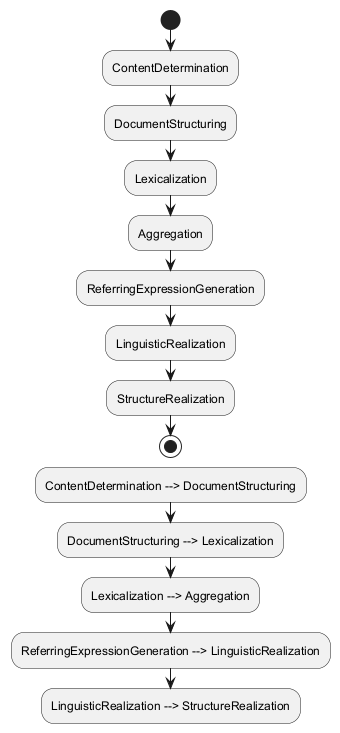 ContentDetermination
DocumentStructuring
Lexicalization
Aggregation
ReferringExpressionGeneration
LinguisticRealization
StructureRealization
ContentDetermination --> DocumentStructuring
DocumentStructuring --> Lexicalization
Lexicalization --> Aggregation
ReferringExpressionGeneration --> LinguisticRealization
LinguisticRealization --> StructureRealization